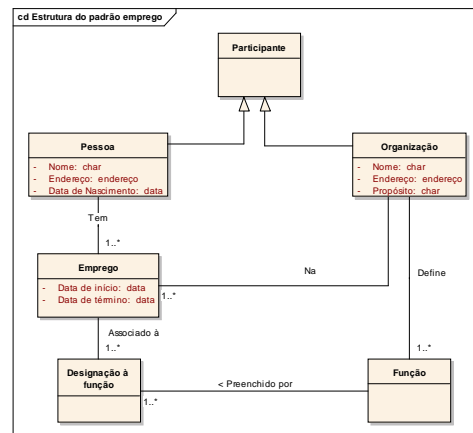 cd Estrutura do padrão emprego
Participante
Pessoa
- Nome: char
- Endereço: endereço
- Data de Nascimento: data
Organização
- Nome: char
- Endereço: endereço
- Propósito: char
Tem
1..*
Emprego
- Data de início: data
- Data de término: data
Na
1..*
Define
Associado à
1..*
1..*
Designação à
função
1..*
< Preenchido por
Função